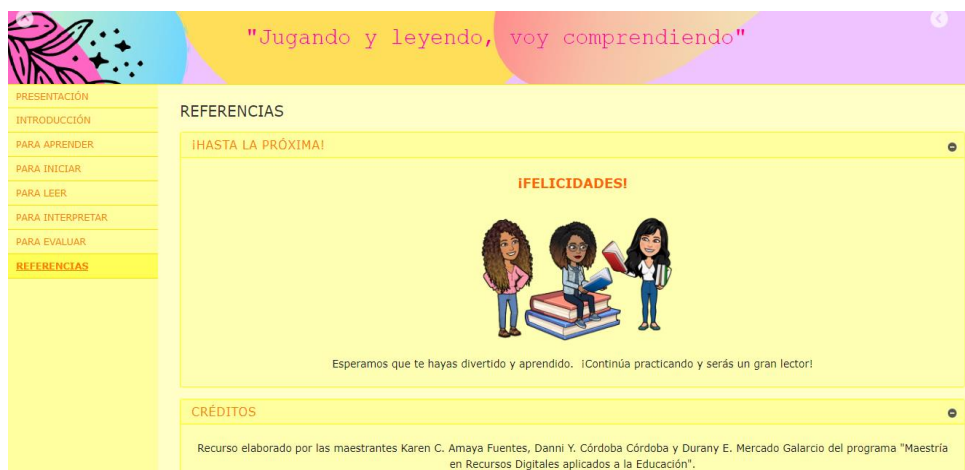 "Jugando y leyendo, voy comprendiendo"
PRESENTACIÓN
INTRODUCCIÓN
PARA APRENDER
PARA INICIAR
PARA LEER
PARA INTERPRETAR
PARA EVALUAR
REFERENCIAS
REFERENCIAS
¡HASTA LA PRÓXIMA!
¡FELICIDADES!
Esperamos que te hayas divertido y aprendido. ¡Continúa practicando y serás un gran lector!
CRÉDITOS
Recurso elaborado por las maestrantes Karen C. Amaya Fuentes, Danni Y. Córdoba Córdoba y Durany E. Mercado Galarcio del programa "Maestría
en Recursos Digitales aplicados a la Educación".